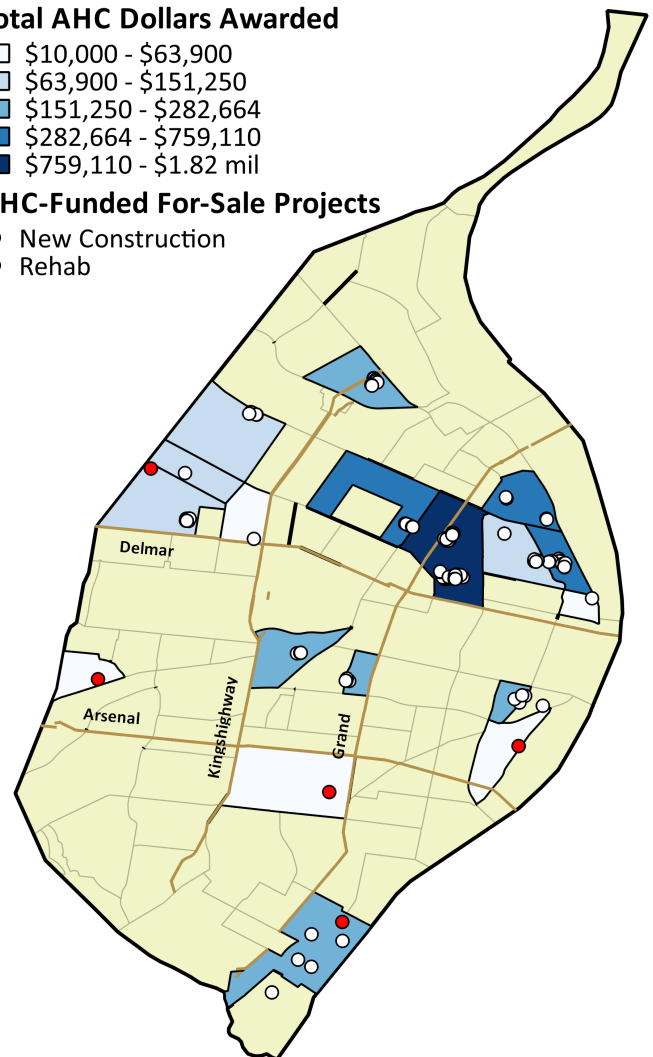 otal AHC Dollars Awarded
$10,000 - $63,900
$63,900 - $151,250
$151,250 - $282,664
$282,664 - $759,110
$759,110 - $1.82 mil
HC-Funded For-Sale Projects
New Construction
Rehab
Delmar
Kingshighway
Grand
Arsenal